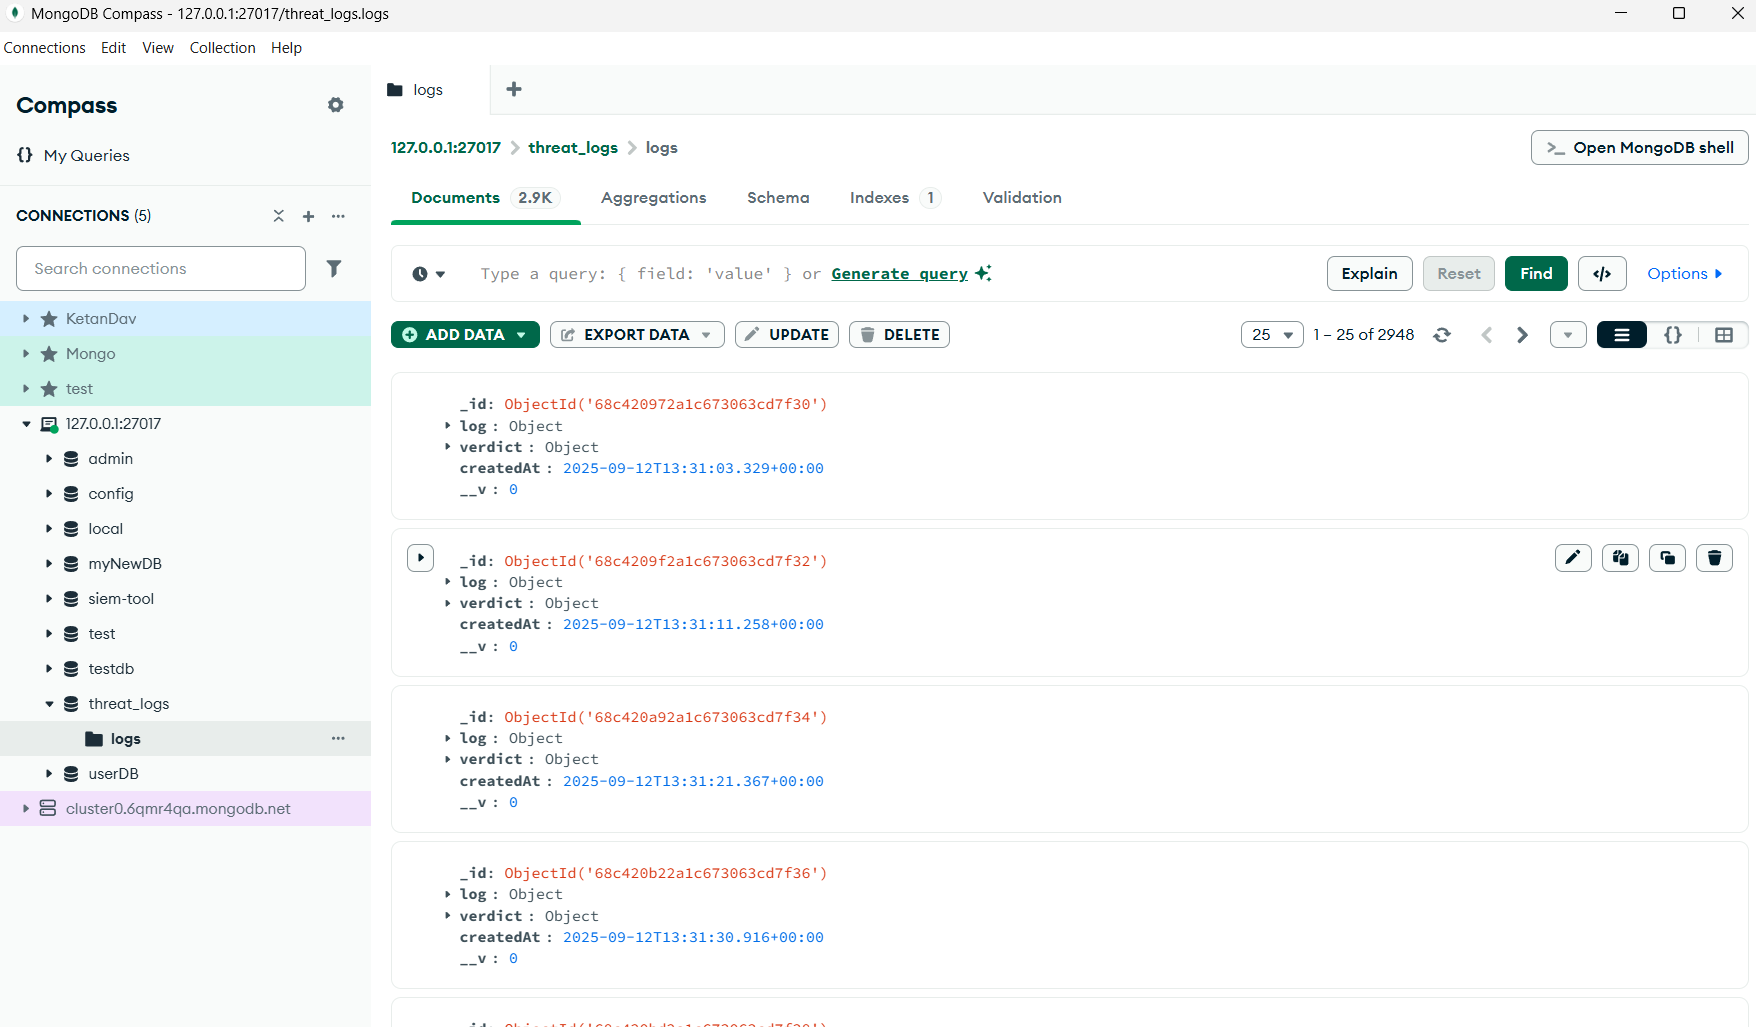 MongoDB Compass - 127.0.0.1:27017/threat_logs.logs
Connections Edit View Collection Help
Compass
{} My Queries
CONNECTIONS (5)
Search connections
KetanDav
Mongo
test
127.0.0.1:27017
admin
config
local
myNewDB
siem-tool
test
testdb
threat_logs
logs
userDB
cluster0.6qmr4qa.mongodb.net
logs
127.0.0.1:27017 > threat_logs > logs
>_ Open MongoDB shell
Documents 2.9K Aggregations Schema Indexes 1 Validation
Type a query: { field: 'value' } or Generate query
Explain Reset Find </> Options
ADD DATA EXPORT DATA UPDATE DELETE
25 1 – 25 of 2948 {}
_id: ObjectId('68c420972a1c673063cd7f30')
log : Object
verdict : Object
createdAt : 2025-09-12T13:31:03.329+00:00
__v : 0
_id: ObjectId('68c4209f2a1c673063cd7f32')
log : Object
verdict : Object
createdAt : 2025-09-12T13:31:11.258+00:00
__v : 0
_id: ObjectId('68c420a92a1c673063cd7f34')
log : Object
verdict : Object
createdAt : 2025-09-12T13:31:21.367+00:00
__v : 0
_id: ObjectId('68c420b22a1c673063cd7f36')
log : Object
verdict : Object
createdAt : 2025-09-12T13:31:30.916+00:00
__v : 0